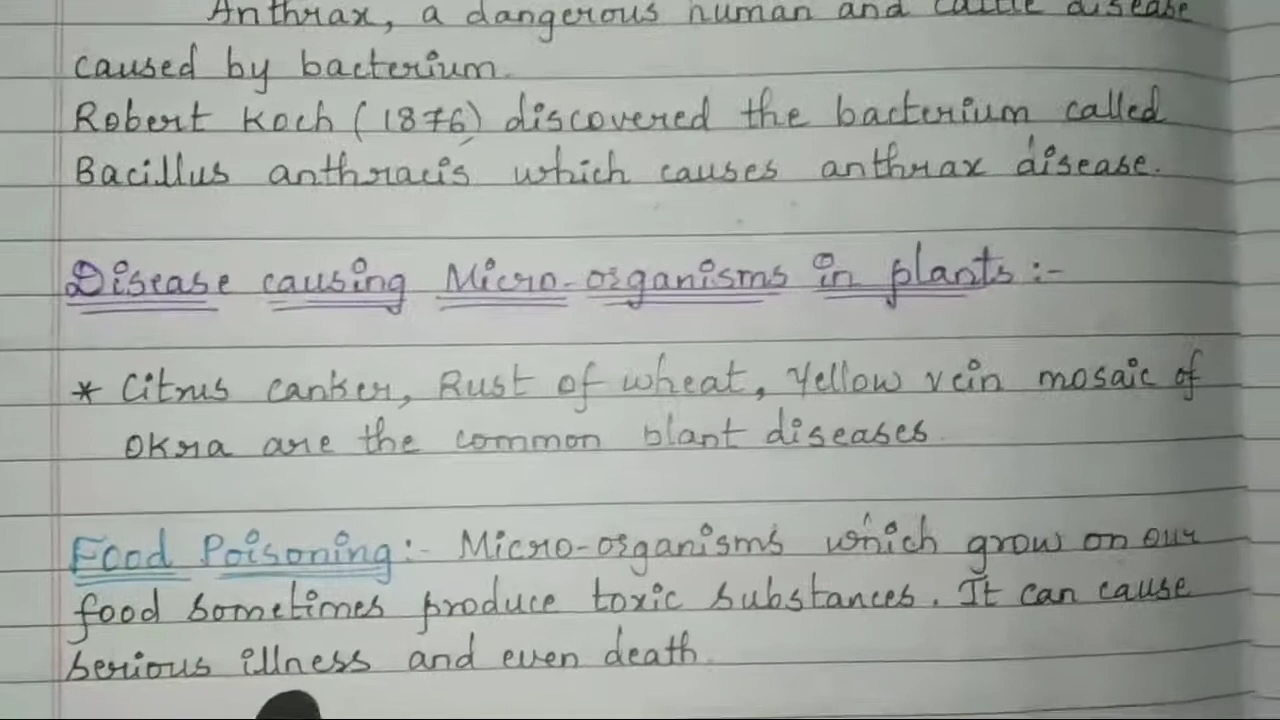 Anthrax, a dangerous human and cattle disease
caused by bacterium.
Robert Koch (1876) discovered the bacterium called
Bacillus anthracis which causes anthrax disease.
Disease causing Micro-organisms in plants :-
* Citrus canker, Rust of wheat, Yellow vein mosaic of
Okra are the common plant diseases.
Food Poisoning :- Micro-organisms which grow on our
food sometimes produce toxic substances. It can cause
serious illness and even death.